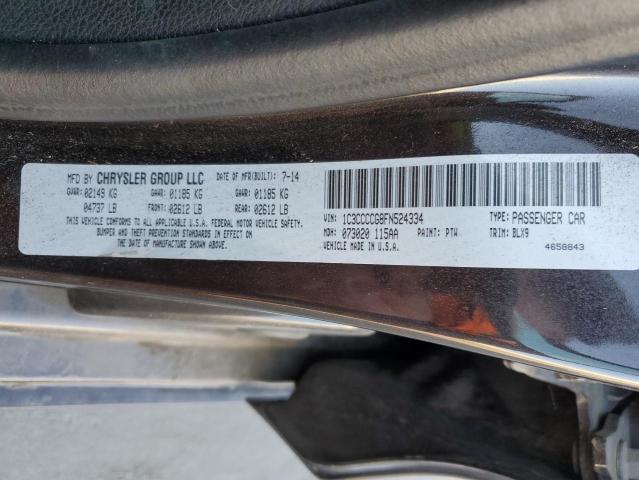 MFD BY CHRYSLER GROUP LLC DATE OF MFR(BUILT): 7-14
GVWR: 02149 KG GAWR: 01185 KG GAWR: 01185 KG
04737 LB FRONT: 02612 LB REAR: 02612 LB
THIS VEHICLE CONFORMS TO ALL APPLICABLE U.S.A. FEDERAL MOTOR VEHICLE SAFETY,
BUMPER AND THEFT PREVENTION STANDARDS IN EFFECT ON
THE DATE OF MANUFACTURE SHOWN ABOVE.
VIN: 1C3CCCCG8FN524334 TYPE: PASSENGER CAR
MDH: 073020 115AA PAINT: PTW TRIM: BLX9
VEHICLE MADE IN U.S.A. 4658843